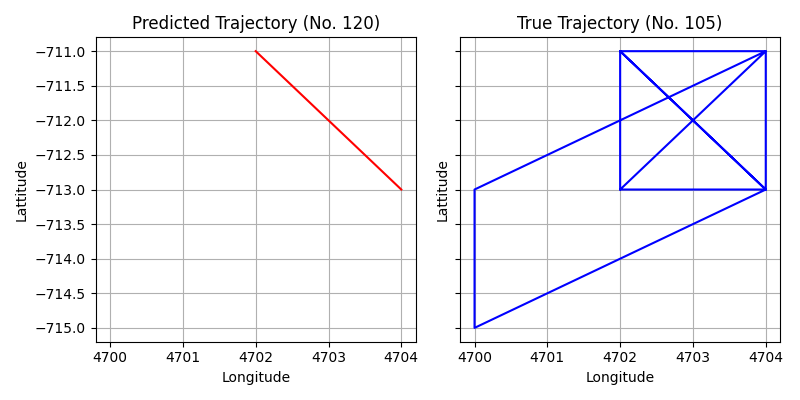 Predicted Trajectory (No. 120)
True Trajectory (No. 105)
−711.0
−711.5
−712.0
−712.5
−713.0
−713.5
−714.0
−714.5
−715.0
Lattitude
Lattitude
4700 4701 4702 4703 4704
4700 4701 4702 4703 4704
Longitude
Longitude